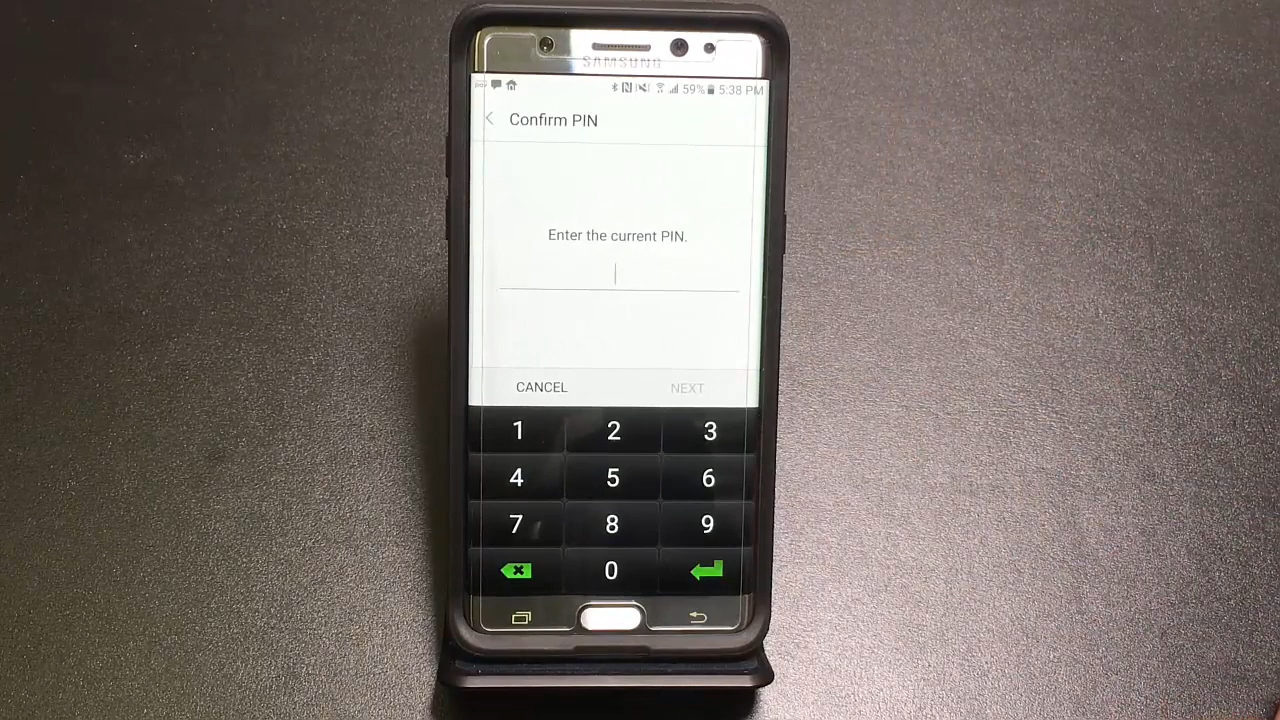 SAMSUNG
59% 5:38 PM
Confirm PIN
Enter the current PIN.
CANCEL NEXT
1 2 3
4 5 6
7 8 9
0